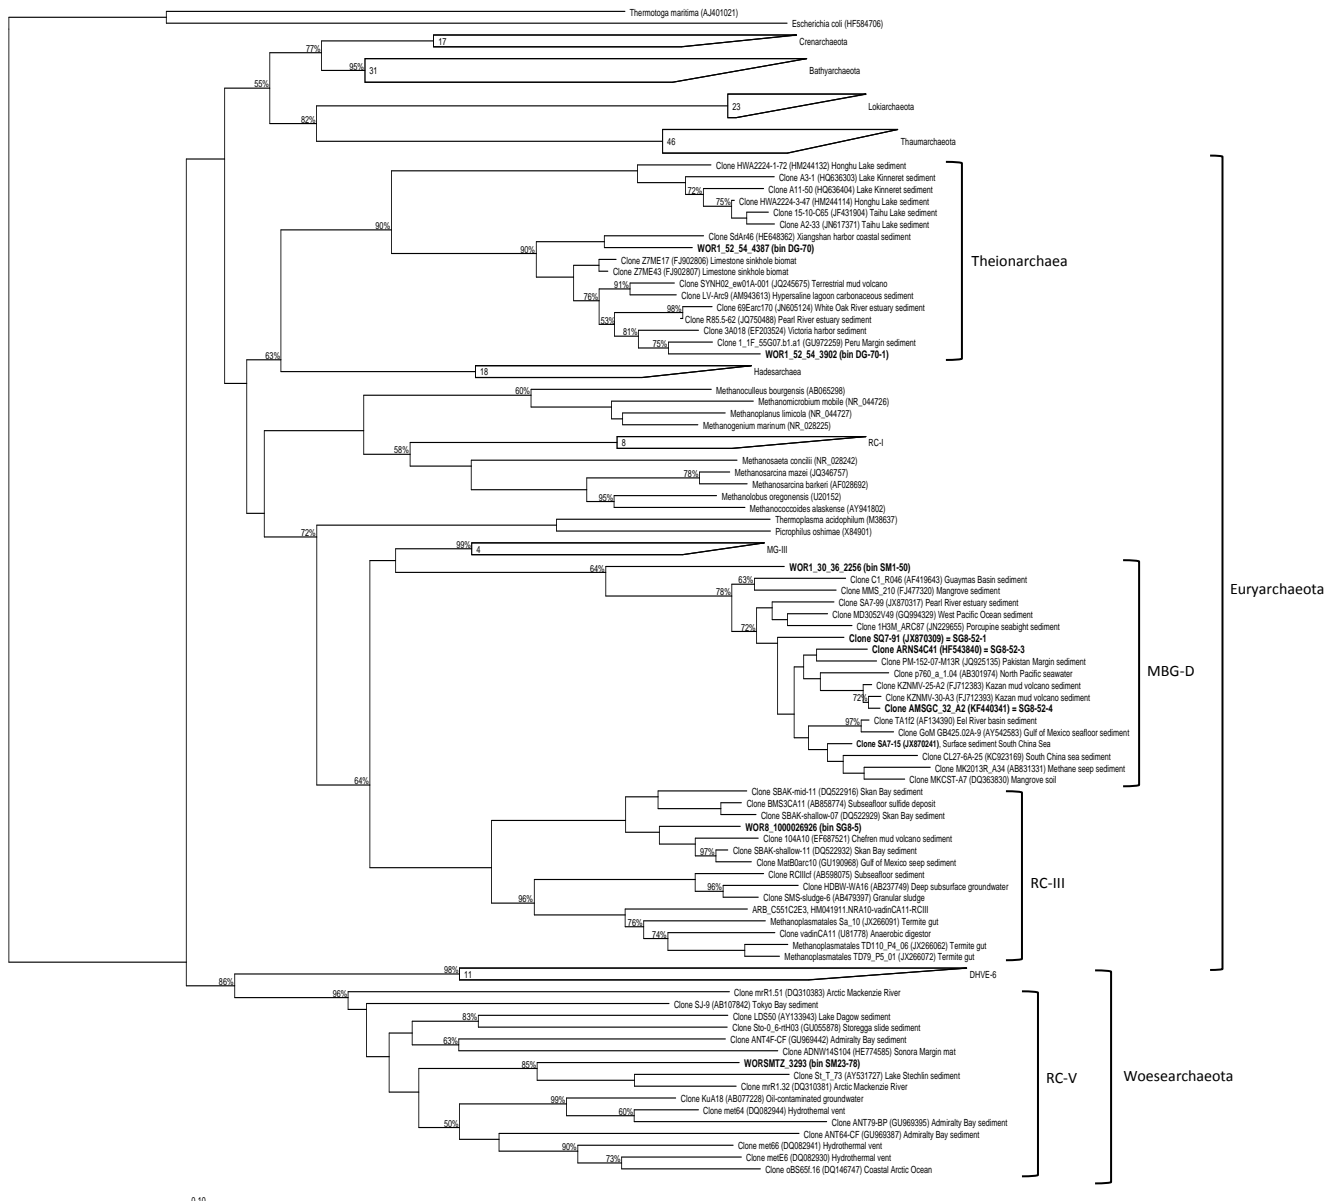 Thermotoga maritima (AJ401021)
Escherichia coli (HF584706)
77%
17
Crenarchaeota
95%
31
Bathyarchaeota
55%
23
Lokiarchaeota
82%
46
Thaumarchaeota
Clone HWA2224-1-72 (HM244132) Honghu Lake sediment
Clone A3-1 (HQ636303) Lake Kinneret sediment
72%
Clone A11-50 (HQ636404) Lake Kinneret sediment
75%
Clone HWA2224-3-47 (HM244114) Honghu Lake sediment
Clone 15-10-C65 (JF431904) Taihu Lake sediment
Clone A2-33 (JN617371) Taihu Lake sediment
90%
Clone SdAr46 (HE648362) Xiangshan harbor coastal sediment
90%
WOR1_52_54_4387 (bin DG-70)
Clone Z7ME17 (FJ902806) Limestone sinkhole biomat
Theionarchaea
Clone Z7ME43 (FJ902807) Limestone sinkhole biomat
91%
Clone SYNH02_ew01A-001 (JQ245675) Terrestrial mud volcano
76%
Clone LV-Arc9 (AM943613) Hypersaline lagoon carbonaceous sediment
98%
Clone 69Earc170 (JN605124) White Oak River estuary sediment
53%
Clone R85.5-62 (JQ750488) Pearl River estuary sediment
81%
Clone 3A018 (EF203524) Victoria harbor sediment
75%
Clone 1_1F_55G07.b1.a1 (GU972259) Peru Margin sediment
WOR1_52_54_3902 (bin DG-70-1)
63%
18
Hadesarchaea
60%
Methanoculleus bourgensis (AB065298)
Methanomicrobium mobile (NR_044726)
Methanoplanus limicola (NR_044727)
Methanogenium marinum (NR_028225)
8
RC-I
58%
Methanosaeta concilii (NR_028242)
78%
Methanosarcina mazei (JQ346757)
Methanosarcina barkeri (AF028692)
95%
Methanolobus oregonensis (U20152)
Methanococcoides alaskense (AY941802)
72%
Thermoplasma acidophilum (M38637)
Picrophilus oshimae (X84901)
99%
4
MG-III
64%
WOR1_30_36_2256 (bin SM1-50)
63%
Clone C1_R046 (AF419643) Guaymas Basin sediment
78%
Clone MMS_210 (FJ477320) Mangrove sediment
Euryarchaeota
Clone SA7-99 (JX870317) Pearl River estuary sediment
Clone MD3052V49 (GQ994329) West Pacific Ocean sediment
72%
Clone 1H3M_ARC87 (JN229655) Porcupine seabight sediment
Clone SQ7-91 (JX870309) = SG8-52-1
Clone ARNS4C41 (HF543840) = SG8-52-3
Clone PM-152-07-M13R (JQ925135) Pakistan Margin sediment
MBG-D
Clone p760_a_1.04 (AB301974) North Pacific seawater
Clone KZNMV-25-A2 (FJ712383) Kazan mud volcano sediment
72%
Clone KZNMV-30-A3 (FJ712393) Kazan mud volcano sediment
Clone AMSGC_32_A2 (KF440341) = SG8-52-4
97%
Clone TA1f2 (AF134390) Eel River basin sediment
Clone GoM GB425.02A-9 (AY542583) Gulf of Mexico seafloor sediment
Clone SA7-15 (JX870241), Surface sediment South China Sea
Clone CL27-6A-25 (KC923169) South China sea sediment
Clone MK2013R_A34 (AB831331) Methane seep sediment
64%
Clone MKCST-A7 (DQ363830) Mangrove soil
Clone SBAK-mid-11 (DQ522916) Skan Bay sediment
Clone BMS3CA11 (AB858774) Subseafloor sulfide deposit
Clone SBAK-shallow-07 (DQ522929) Skan Bay sediment
WOR8_1000026926 (bin SG8-5)
Clone 104A10 (EF687521) Chefren mud volcano sediment
97%
Clone SBAK-shallow-11 (DQ522932) Skan Bay sediment
Clone MatB0arc10 (GU190968) Gulf of Mexico seep sediment
Clone RCIIIcf (AB598075) Subseafloor sediment
RC-III
96%
Clone HDBW-WA16 (AB237749) Deep subsurface groundwater
96%
Clone SMS-sludge-6 (AB479397) Granular sludge
ARB_C551C2E3, HM041911.NRA10-vadinCA11-RCIII
76%
Methanoplasmatales Sa_10 (JX266091) Termite gut
74%
Clone vadinCA11 (U81778) Anaerobic digestor
Methanoplasmatales TD110_P4_06 (JX266062) Termite gut
Methanoplasmatales TD79_P5_01 (JX266072) Termite gut
98%
11
DHVE-6
86%
96%
Clone mrR1.51 (DQ310383) Arctic Mackenzie River
Clone SJ-9 (AB107842) Tokyo Bay sediment
83%
Clone LDS50 (AY133943) Lake Dagow sediment
Clone Sto-0_6-rtH03 (GU055878) Storegga slide sediment
63%
Clone ANT4F-CF (GU969442) Admiralty Bay sediment
Clone ADNW14S104 (HE774585) Sonora Margin mat
85%
WORSMTZ_3293 (bin SM23-78)
Clone St_T_73 (AY531727) Lake Stechlin sediment
RC-V
Woesearchaeota
Clone mrR1.32 (DQ310381) Arctic Mackenzie River
99%
Clone KuA18 (AB077228) Oil-contaminated groundwater
60%
Clone met64 (DQ082944) Hydrothemal vent
50%
Clone ANT79-BP (GU969395) Admiralty Bay sediment
Clone ANT64-CF (GU969387) Admiralty Bay sediment
90%
Clone met66 (DQ082941) Hydrothermal vent
73%
Clone metE6 (DQ082930) Hydrothermal vent
Clone oBS65f.16 (DQ146747) Coastal Arctic Ocean
0.10